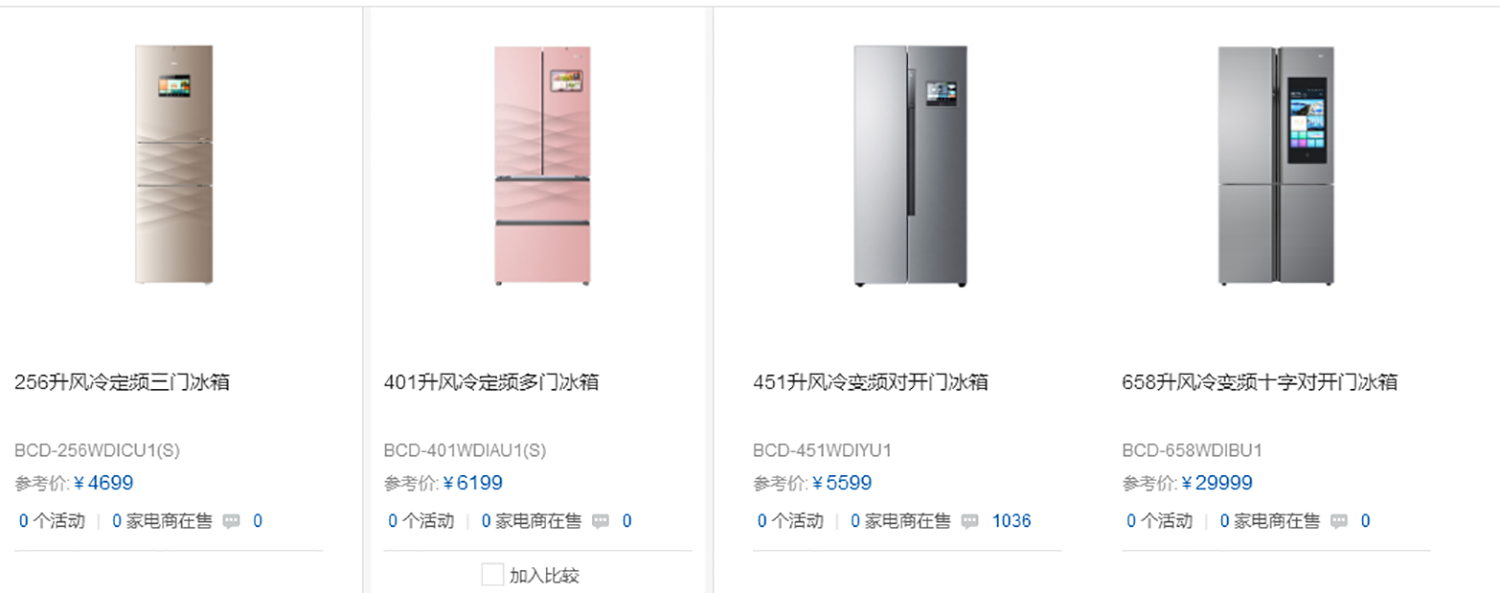 256升风冷定频三门冰箱
BCD-256WDICU1(S)
参考价:¥4699
0个活动 | 0家电商在售 0
401升风冷定频多门冰箱
BCD-401WDIAU1(S)
参考价:¥6199
0个活动 | 0家电商在售 0
加入比较
451升风冷变频对开门冰箱
BCD-451WDIYU1
参考价:¥5599
0个活动 | 0家电商在售 1036
658升风冷变频十字对开门冰箱
BCD-658WDIBU1
参考价:¥29999
0个活动 | 0家电商在售 0